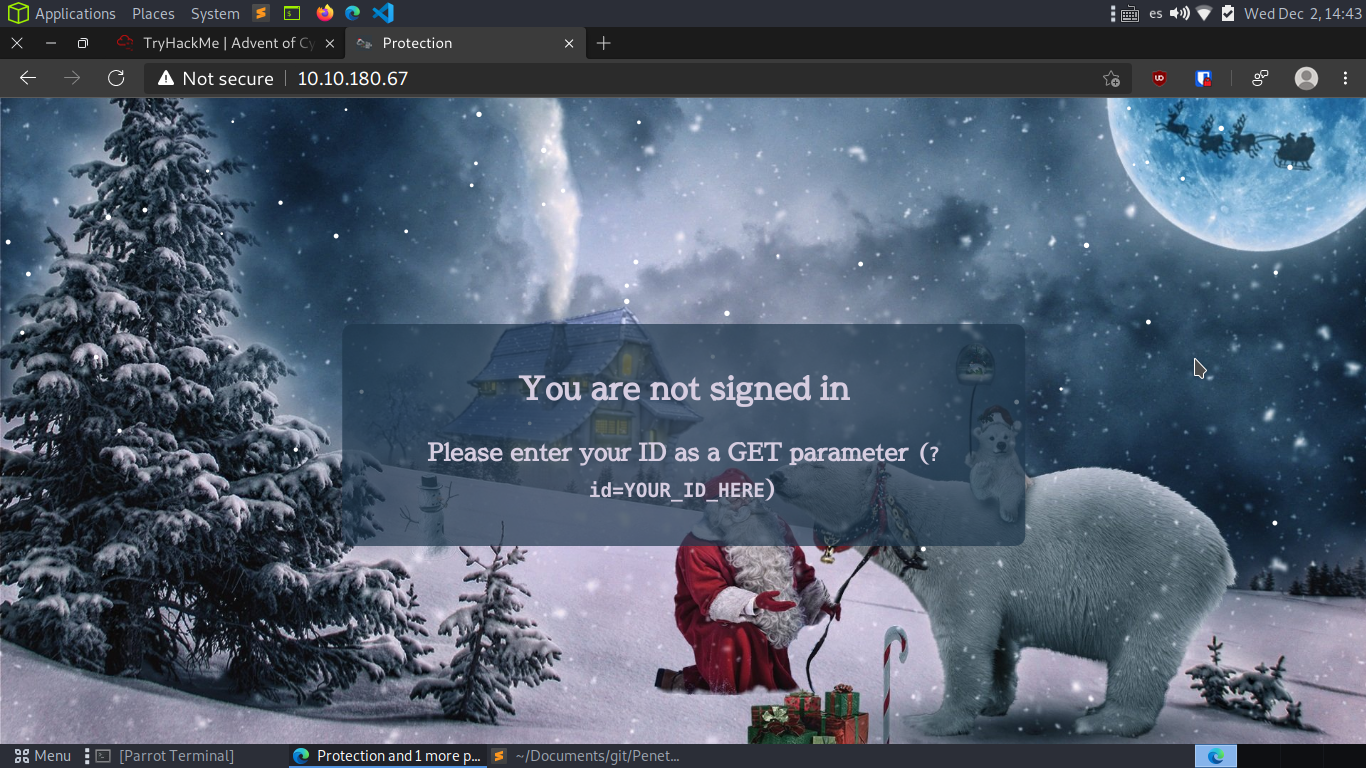 Applications Places System es Wed Dec 2, 14:43
TryHackMe | Advent of Cy Protection
Not secure 10.10.180.67
You are not signed in
Please enter your ID as a GET parameter (?
id=YOUR_ID_HERE)
Menu [Parrot Terminal] Protection and 1 more p... ~/Documents/git/Penet...